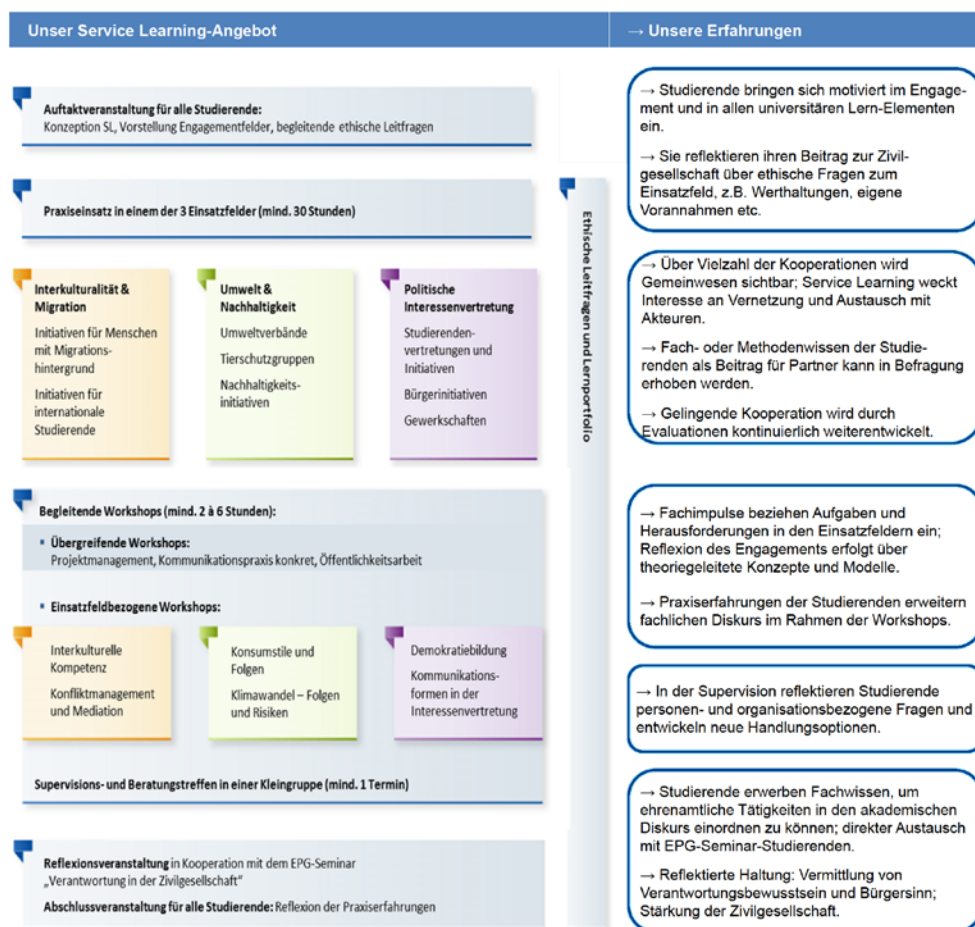 Unser Service Learning-Angebot
→ Unsere Erfahrungen
Auftaktveranstaltung für alle Studierende:
Konzeption SL, Vorstellung Engagementfelder, begleitende ethische Leitfragen
Praxiseinsatz in einem der 3 Einsatzfelder (mind. 30 Stunden)
Interkulturalität &
Migration
Initiativen für Menschen
mit Migrations-
hintergrund
Initiativen für
internationale
Studierende
Umwelt &
Nachhaltigkeit
Umweltverbände
Tierschutzgruppen
Nachhaltigkeits-
initiativen
Politische
Interessenvertretung
Studierenden-
vertretungen und
Initiativen
Bürgerinitiativen
Gewerkschaften
Begleitende Workshops (mind. 2 à 6 Stunden):
▪ Übergreifende Workshops:
Projektmanagement, Kommunikationspraxis konkret, Öffentlichkeitsarbeit
▪ Einsatzfeldbezogene Workshops:
Interkulturelle
Kompetenz
Konfliktmanagement
und Mediation
Konsumstile und
Folgen
Klimawandel – Folgen
und Risiken
Demokratiebildung
Kommunikations-
formen in der
Interessenvertretung
Supervisions- und Beratungstreffen in einer Kleingruppe (mind. 1 Termin)
Reflexionsveranstaltung in Kooperation mit dem EPG-Seminar
„Verantwortung in der Zivilgesellschaft"
Abschlussveranstaltung für alle Studierende: Reflexion der Praxiserfahrungen
Ethische Leitfragen und Lernportfolio
→ Studierende bringen sich motiviert im Engage-
ment und in allen universitären Lern-Elementen
ein.
→ Sie reflektieren ihren Beitrag zur Zivil-
gesellschaft über ethische Fragen zum
Einsatzfeld, z.B. Werthaltungen, eigene
Vorannahmen etc.
→ Über Vielzahl der Kooperationen wird
Gemeinwesen sichtbar; Service Learning weckt
Interesse an Vernetzung und Austausch mit
Akteuren.
→ Fach- oder Methodenwissen der Studie-
renden als Beitrag für Partner kann in Befragung
erhoben werden.
→ Gelingende Kooperation wird durch
Evaluationen kontinuierlich weiterentwickelt.
→ Fachimpulse beziehen Aufgaben und
Herausforderungen in den Einsatzfeldern ein;
Reflexion des Engagements erfolgt über
theoriegeleitete Konzepte und Modelle.
→ Praxiserfahrungen der Studierenden erweitern
fachlichen Diskurs im Rahmen der Workshops.
→ In der Supervision reflektieren Studierende
personen- und organisationsbezogene Fragen und
entwickeln neue Handlungsoptionen.
→ Studierende erwerben Fachwissen, um
ehrenamtliche Tätigkeiten in den akademischen
Diskurs einordnen zu können; direkter Austausch
mit EPG-Seminar-Studierenden.
→ Reflektierte Haltung: Vermittlung von
Verantwortungsbewusstsein und Bürgersinn;
Stärkung der Zivilgesellschaft.